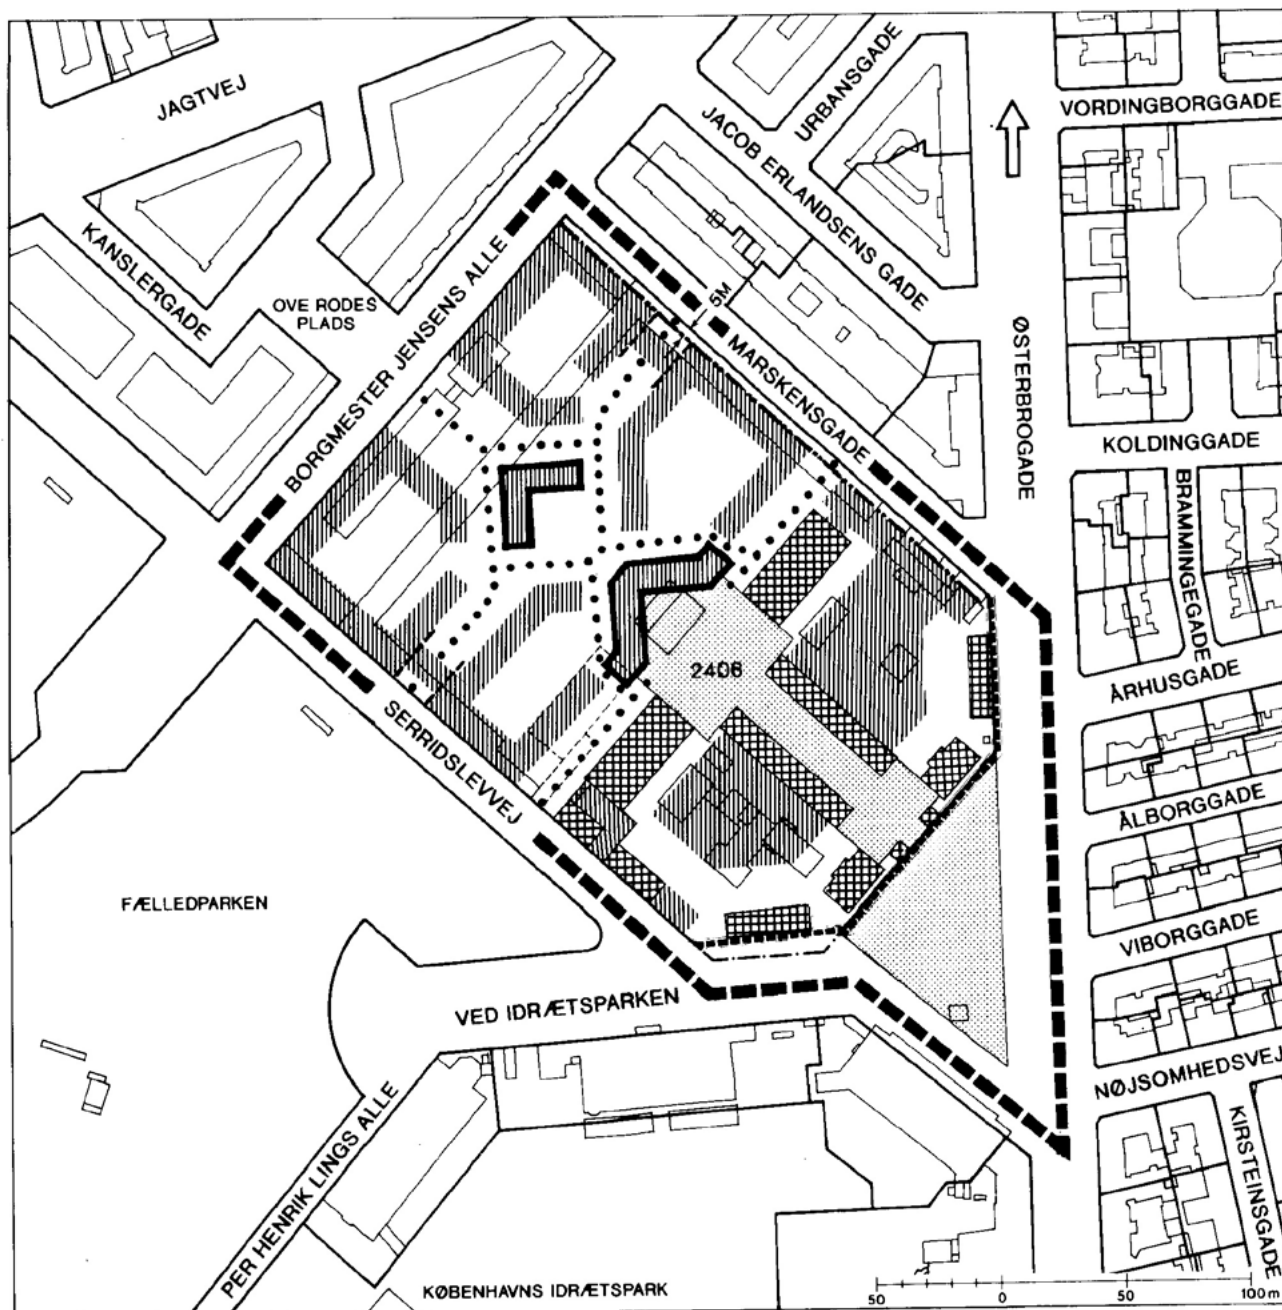 JAGTVEJ
URBANSGADE
JACOB ERLANDSENS GADE
VORDINGBORGGADE
KANSLERGADE
OVE RODES
PLADS
BORGMESTER JENSENS ALLE
5M
MARSKENSGADE
ØSTERBROGADE
KOLDINGGADE
BRAMMINGEGADE
2408
ÅRHUSGADE
SERRIDSLEVVEJ
ÅLBORGGADE
FÆLLEDPARKEN
VIBORGGADE
VED IDRÆTSPARKEN
NØJSOMHEDSVEJ
KIRSTEINSGADE
PER HENRIK LINGS ALLE
KØBENHAVNS IDRÆTSPARK
50 0 50 100 m